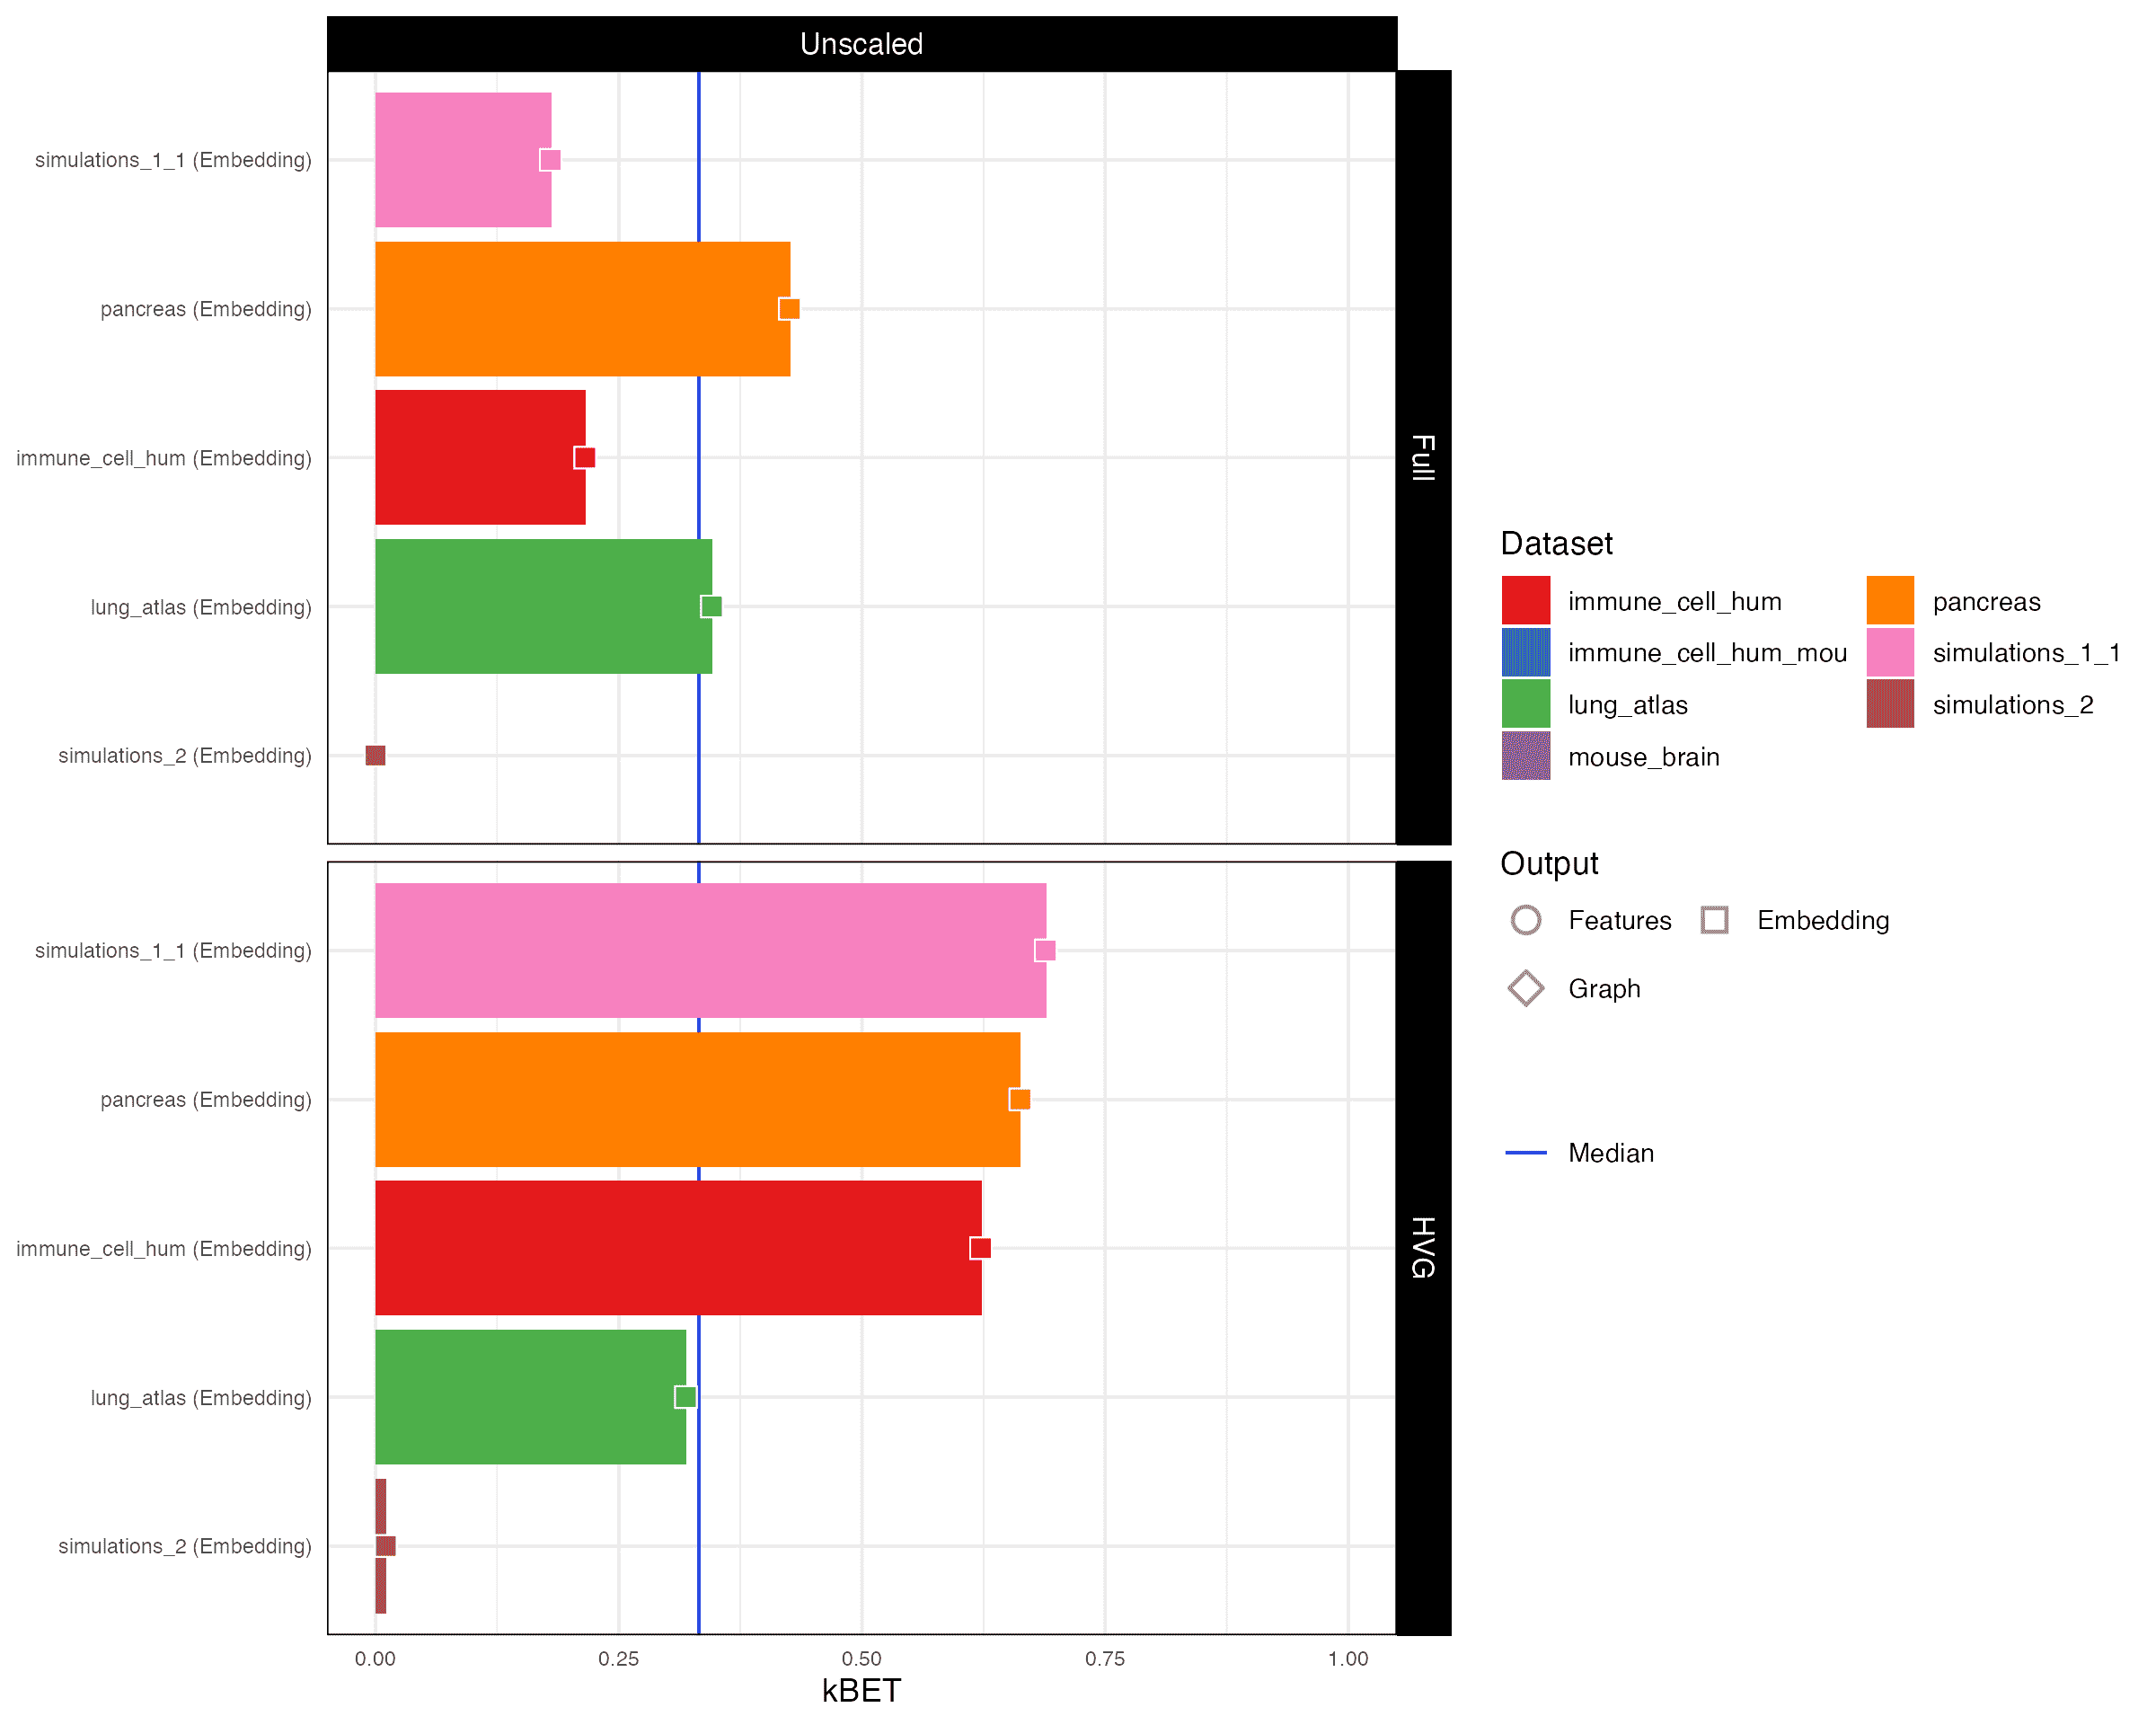 Unscaled
simulations_1_1 (Embedding)
pancreas (Embedding)
immune_cell_hum (Embedding)
lung_atlas (Embedding)
simulations_2 (Embedding)
Full
simulations_1_1 (Embedding)
pancreas (Embedding)
immune_cell_hum (Embedding)
lung_atlas (Embedding)
simulations_2 (Embedding)
HVG
0.00 0.25 0.50 0.75 1.00
kBET
Dataset
immune_cell_hum
immune_cell_hum_mou
lung_atlas
mouse_brain
pancreas
simulations_1_1
simulations_2
Output
Features Embedding
Graph
Median